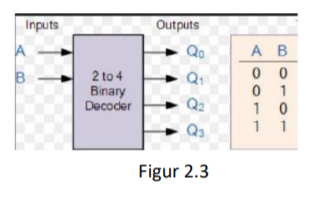 Inputs Outputs
A Q₀ A B
B 2 to 4 Q₁ 0 0
Binary 0 1
Decoder Q₂ 1 0
Q₃ 1 1
Figur 2.3